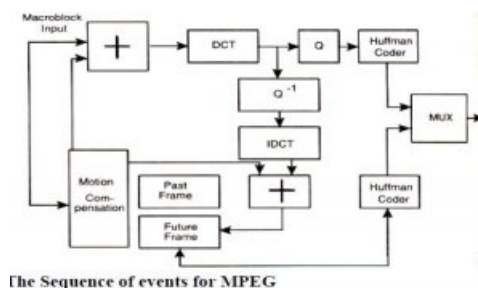 Macroblock
Input
+
DCT
Q
Huffman
Coder
Q -1
MUX
IDCT
Motion
Com-
pensation
Past
Frame
+
Huffman
Coder
Future
Frame
The Sequence of events for MPEG